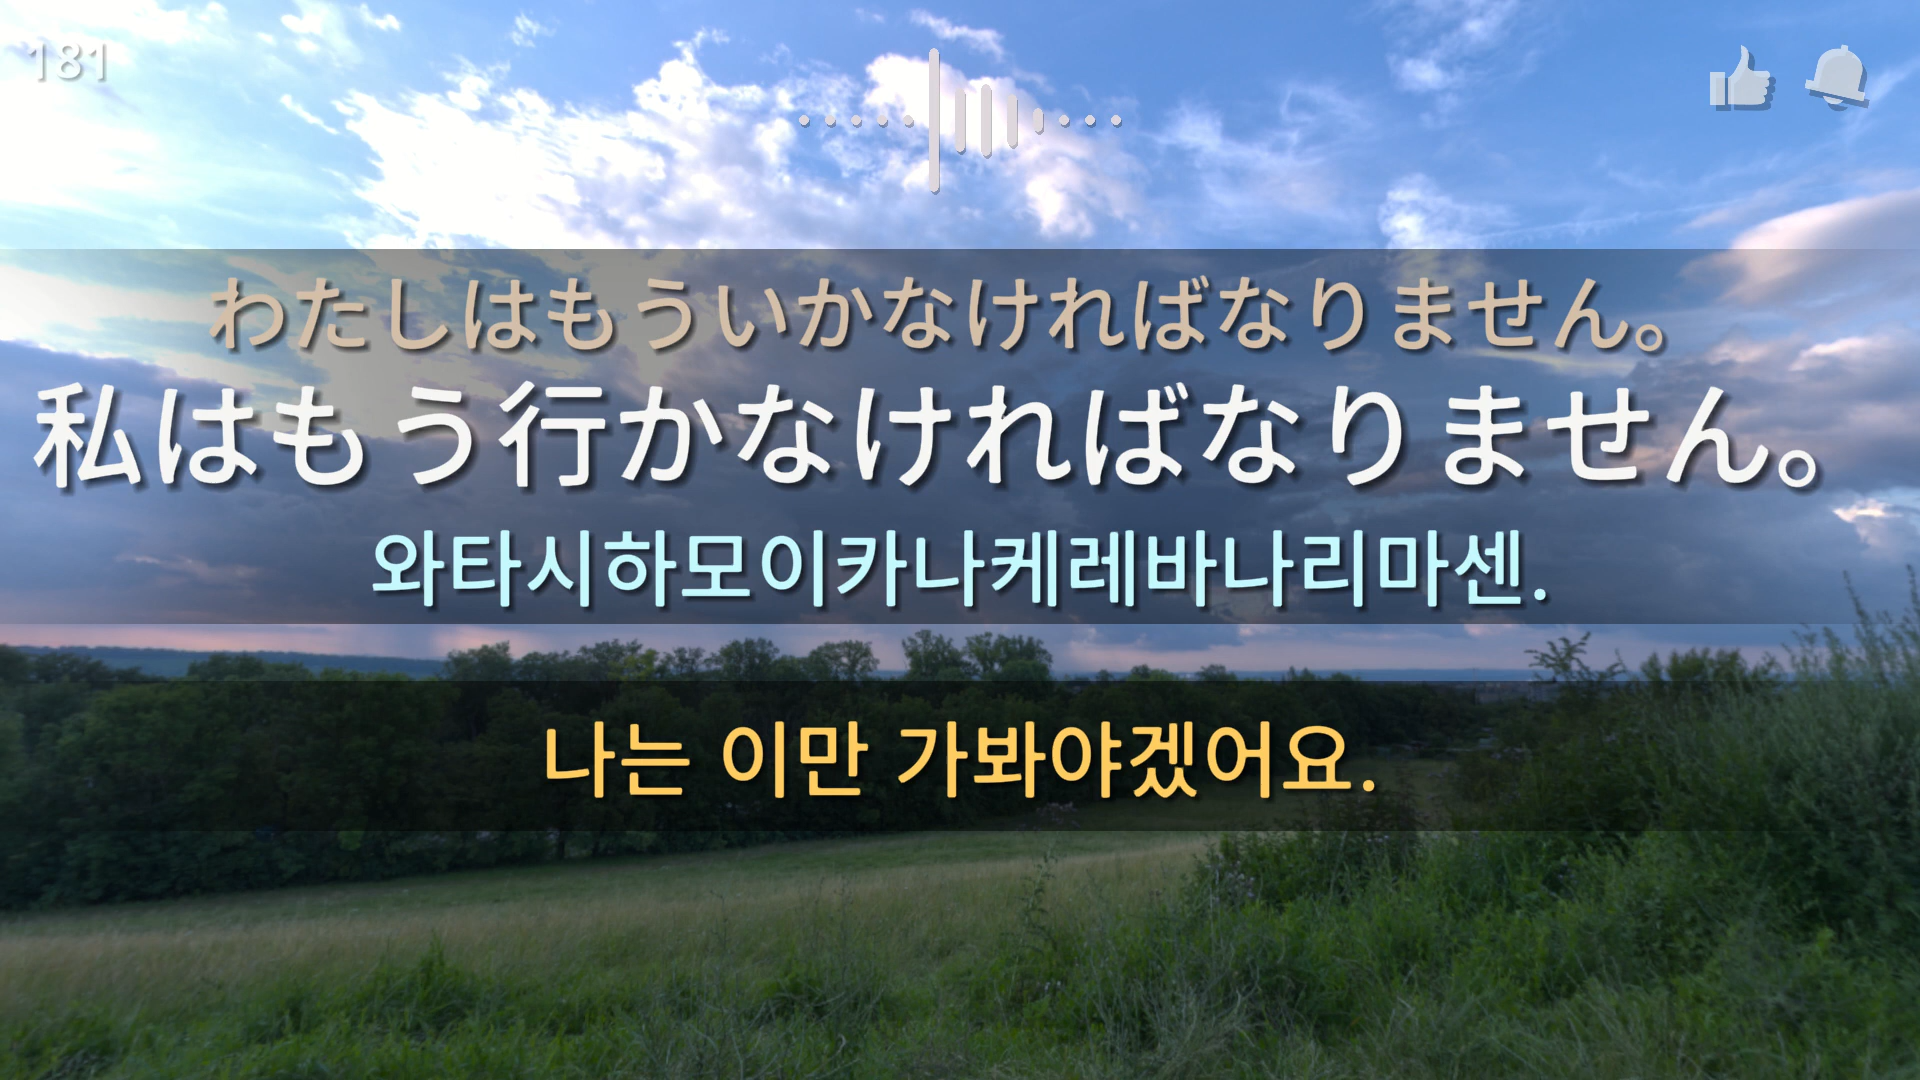 181
わたしはもういかなければなりません。
私はもう行かなければなりません。
와타시하모이카나케레바나리마센.
나는 이만 가봐야겠어요.